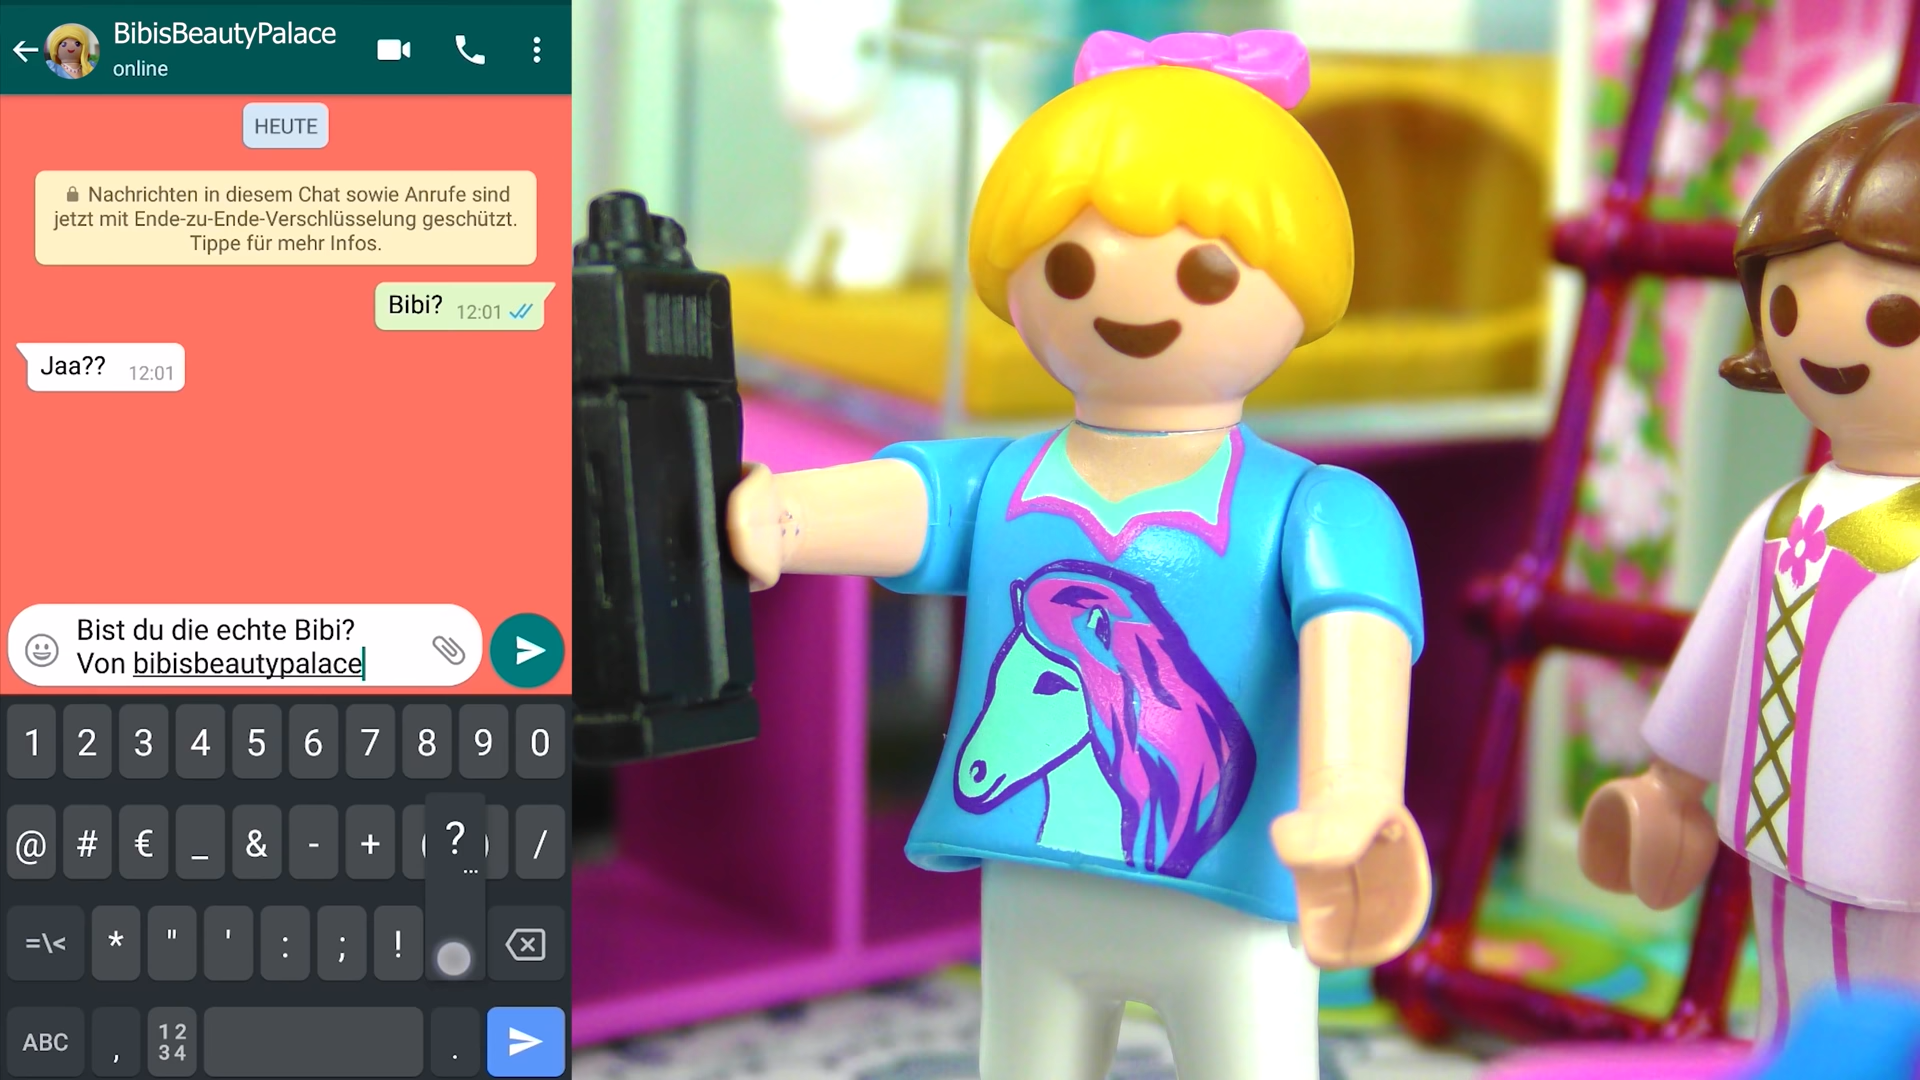 BibisBeautyPalace
online
HEUTE
Nachrichten in diesem Chat sowie Anrufe sind
jetzt mit Ende-zu-Ende-Verschlüsselung geschützt.
Tippe für mehr Infos.
Bibi? 12:01
Jaa?? 12:01
Bist du die echte Bibi?
Von bibisbeautypalace
1 2 3 4 5 6 7 8 9 0
@ # € _ & - + ( ? ) /
...
=\< * " ' : ; !
ABC , 12 .
34